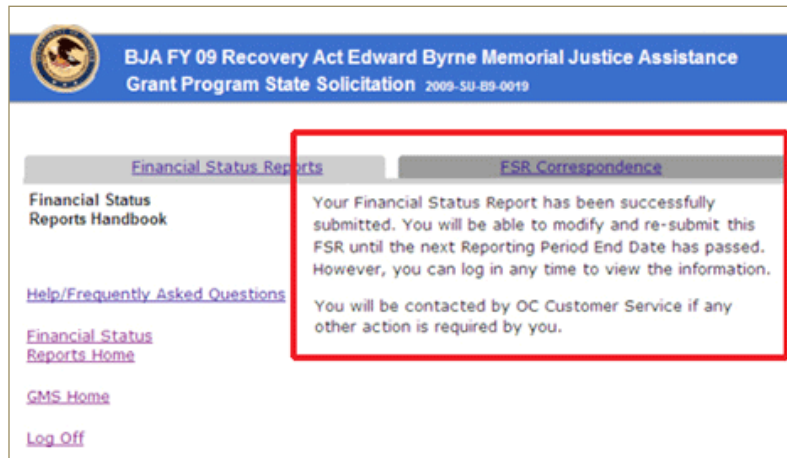 BJA FY 09 Recovery Act Edward Byrne Memorial Justice Assistance
Grant Program State Solicitation 2009-SU-B9-0019
Financial Status Reports
FSR Correspondence
Financial Status
Reports Handbook
Help/Frequently Asked Questions
Financial Status
Reports Home
GMS Home
Log Off
Your Financial Status Report has been successfully
submitted. You will be able to modify and re-submit this
FSR until the next Reporting Period End Date has passed.
However, you can log in any time to view the information.
You will be contacted by OC Customer Service if any
other action is required by you.